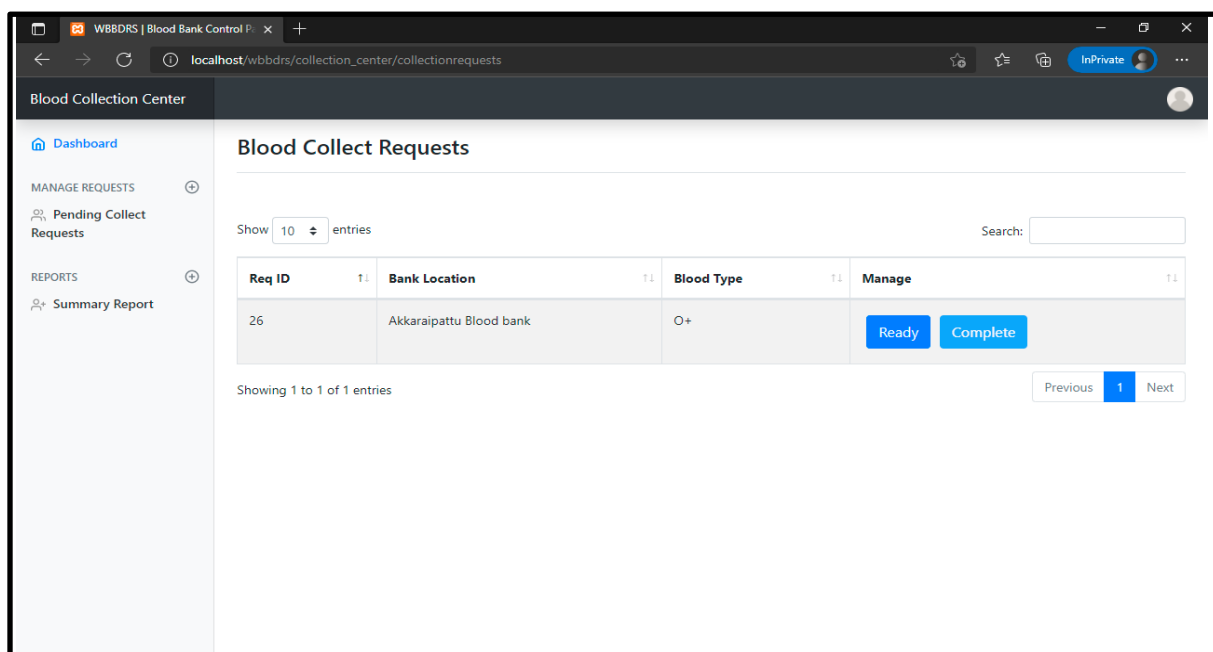 WBBDRS | Blood Bank Control Pa
localhost/wbbdrs/collection_center/collectionrequests
InPrivate
Blood Collection Center
Dashboard
MANAGE REQUESTS
Pending Collect
Requests
REPORTS
Summary Report
Blood Collect Requests
Show 10 entries
Search:
Req ID Bank Location Blood Type Manage
26 Akkaraipattu Blood bank O+ Ready Complete
Showing 1 to 1 of 1 entries
Previous 1 Next